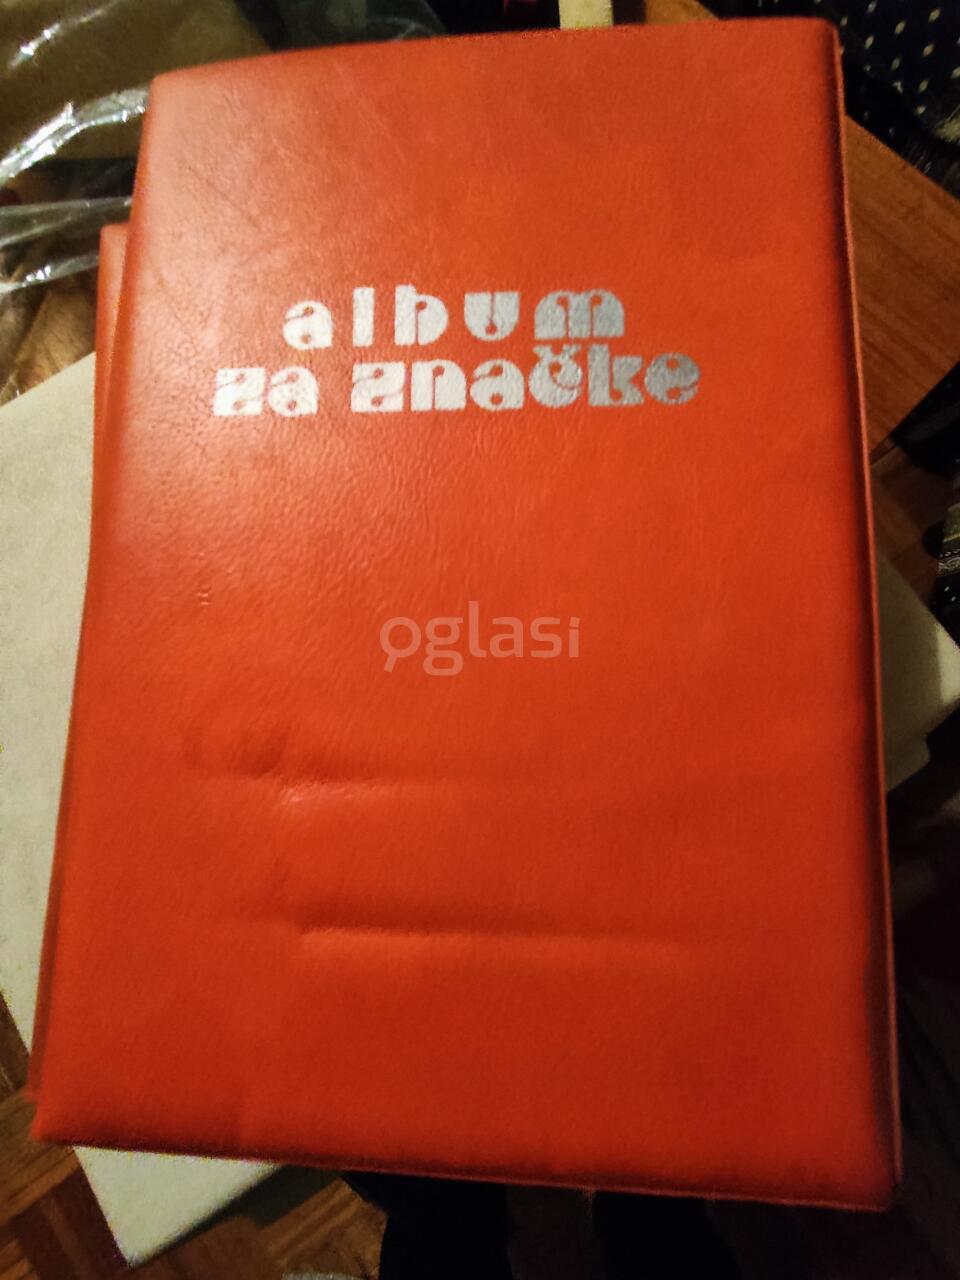 album
za značke
oglasi